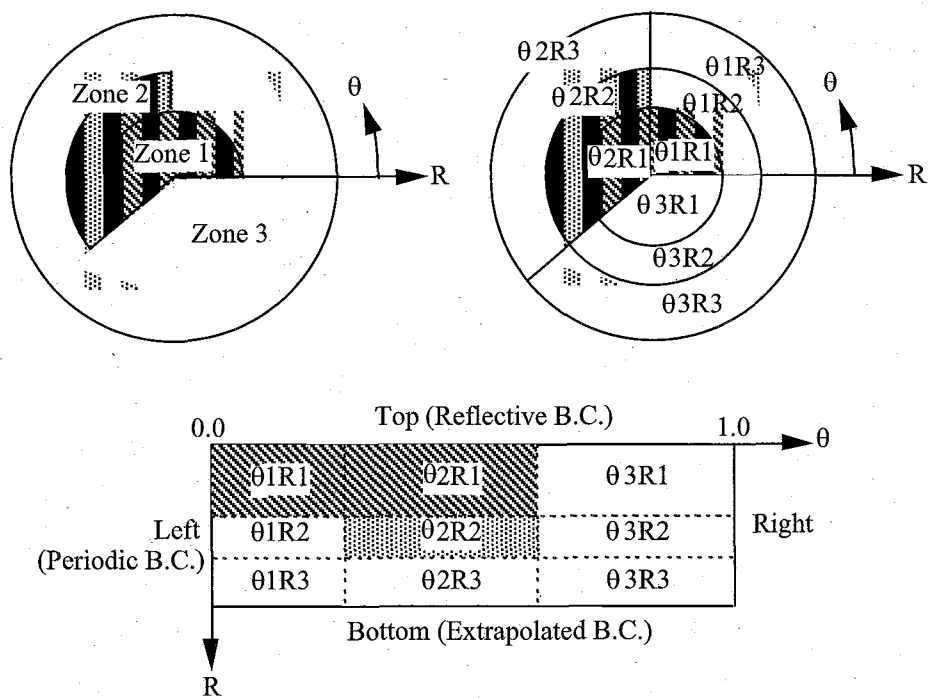 Zone 2
Zone 1
Zone 3
θ
R
θ2R3
θ1R3
θ2R2
θ1R2
θ2R1
θ1R1
θ3R1
θ3R2
θ3R3
θ
R
Top (Reflective B.C.)
0.0
1.0
θ
θ1R1
θ2R1
θ3R1
Left
(Periodic B.C.)
θ1R2
θ2R2
θ3R2
Right
θ1R3
θ2R3
θ3R3
Bottom (Extrapolated B.C.)
R